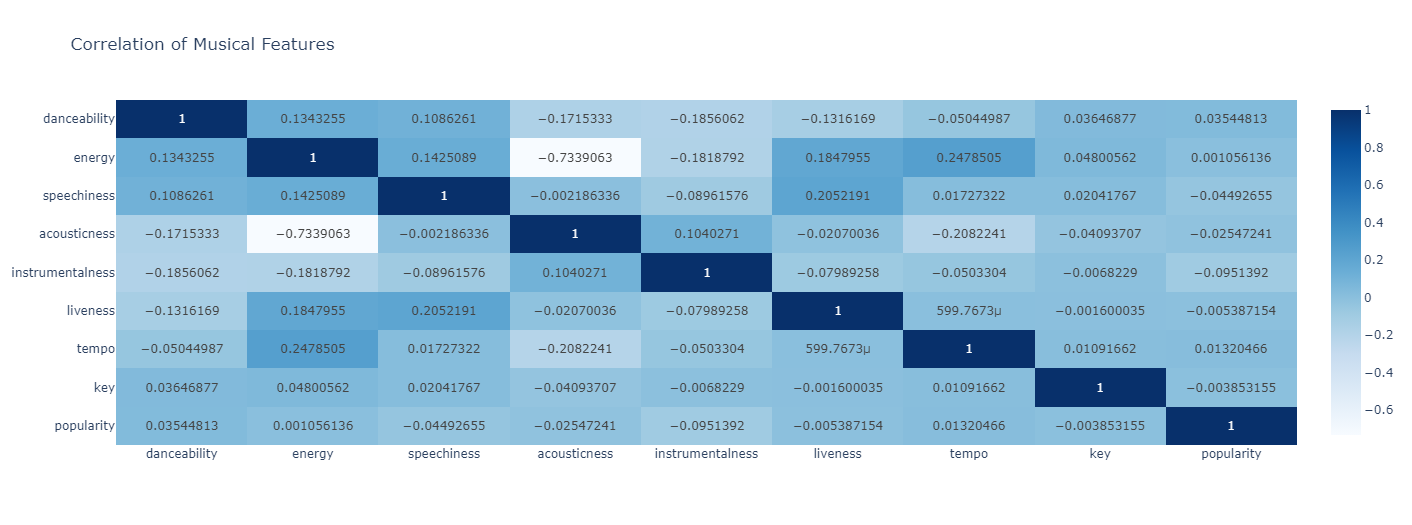 Correlation of Musical Features
danceability 1 0.1343255 0.1086261 −0.1715333 −0.1856062 −0.1316169 −0.05044987 0.03646877 0.03544813
energy 0.1343255 1 0.1425089 −0.7339063 −0.1818792 0.1847955 0.2478505 0.04800562 0.001056136
speechiness 0.1086261 0.1425089 1 −0.002186336 −0.08961576 0.2052191 0.01727322 0.02041767 −0.04492655
acousticness −0.1715333 −0.7339063 −0.002186336 1 0.1040271 −0.02070036 −0.2082241 −0.04093707 −0.02547241
instrumentalness −0.1856062 −0.1818792 −0.08961576 0.1040271 1 −0.07989258 −0.0503304 −0.0068229 −0.0951392
liveness −0.1316169 0.1847955 0.2052191 −0.02070036 −0.07989258 1 599.7673μ −0.001600035 −0.005387154
tempo −0.05044987 0.2478505 0.01727322 −0.2082241 −0.0503304 599.7673μ 1 0.01091662 0.01320466
key 0.03646877 0.04800562 0.02041767 −0.04093707 −0.0068229 −0.001600035 0.01091662 1 −0.003853155
popularity 0.03544813 0.001056136 −0.04492655 −0.02547241 −0.0951392 −0.005387154 0.01320466 −0.003853155 1
danceability energy speechiness acousticness instrumentalness liveness tempo key popularity
1
0.8
0.6
0.4
0.2
0
−0.2
−0.4
−0.6